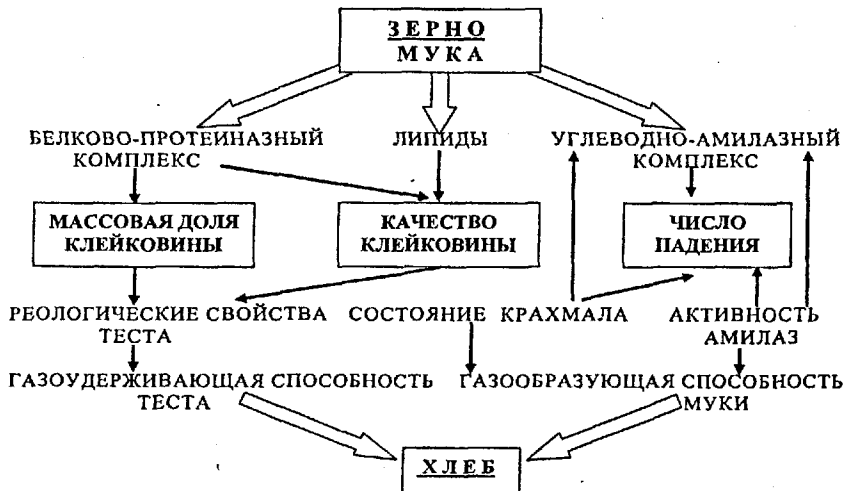 ЗЕРНО
МУКА
БЕЛКОВО-ПРОТЕИНАЗНЫЙ
КОМПЛЕКС
ЛИПИДЫ
УГЛЕВОДНО-АМИЛАЗНЫЙ
КОМПЛЕКС
МАССОВАЯ ДОЛЯ
КЛЕЙКОВИНЫ
КАЧЕСТВО
КЛЕЙКОВИНЫ
ЧИСЛО
ПАДЕНИЯ
РЕОЛОГИЧЕСКИЕ СВОЙСТВА
ТЕСТА
СОСТОЯНИЕ КРАХМАЛА
АКТИВНОСТЬ
АМИЛАЗ
ГАЗОУДЕРЖИВАЮЩАЯ СПОСОБНОСТЬ
ТЕСТА
ГАЗООБРАЗУЮЩАЯ СПОСОБНОСТЬ
МУКИ
ХЛЕБ